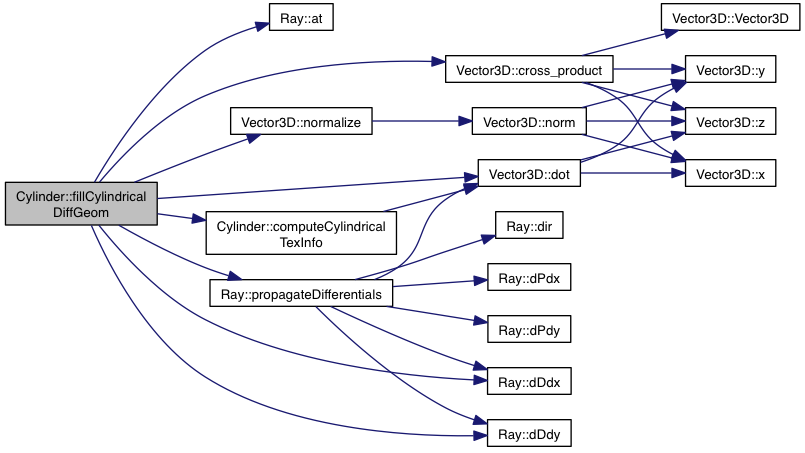 Ray::at
Vector3D::Vector3D
Vector3D::cross_product
Vector3D::y
Vector3D::normalize
Vector3D::norm
Vector3D::z
Vector3D::dot
Vector3D::x
Cylinder::fillCylindrical
DiffGeom
Cylinder::computeCylindrical
TexInfo
Ray::dir
Ray::propagateDifferentials
Ray::dPdx
Ray::dPdy
Ray::dDdx
Ray::dDdy